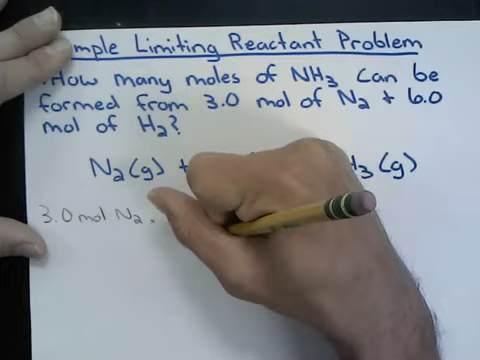 mple Limiting Reactant Problem
How many moles of NH₃ can be
formed from 3.0 mol of N₂ + 6.0
mol of H₂?
N₂(g) + H₃(g)
3.0 mol N₂